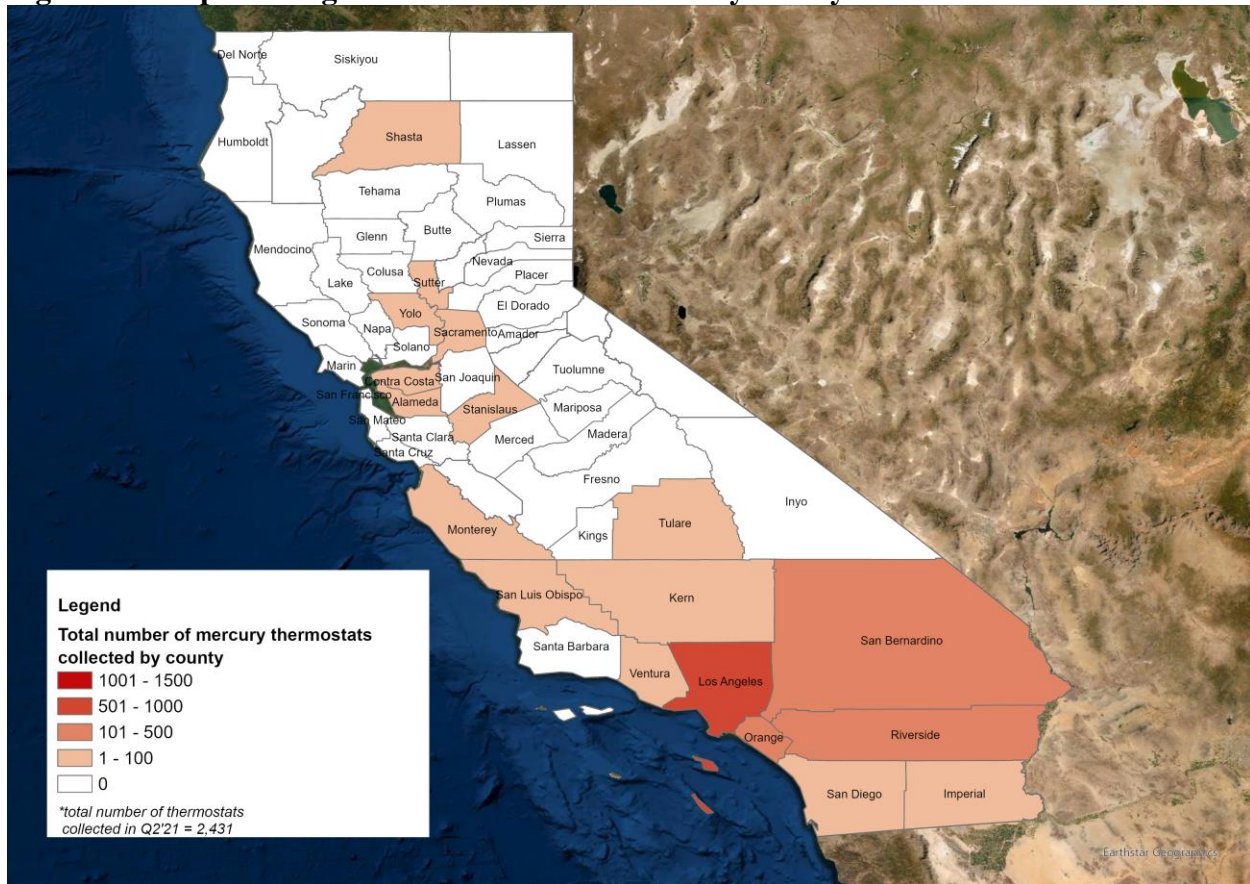 Del Norte
Siskiyou
Humboldt
Shasta
Lassen
Tehama
Plumas
Mendocino
Glenn
Butte
Sierra
Lake
Colusa
Sutter
Nevada
Placer
Yolo
El Dorado
Sonoma
Napa
Sacramento
Amador
Solano
Marin
Contra Costa
San Joaquin
Tuolumne
San Francisco
Alameda
Stanislaus
Mariposa
San Mateo
Santa Clara
Merced
Madera
Santa Cruz
Fresno
Inyo
Monterey
Kings
Tulare
San Luis Obispo
Kern
San Bernardino
Santa Barbara
Ventura
Los Angeles
Orange
Riverside
San Diego
Imperial
Legend
Total number of mercury thermostats
collected by county
1001 - 1500
501 - 1000
101 - 500
1 - 100
0
*total number of thermostats
collected in Q2'21 = 2,431
Earthstar Geographics